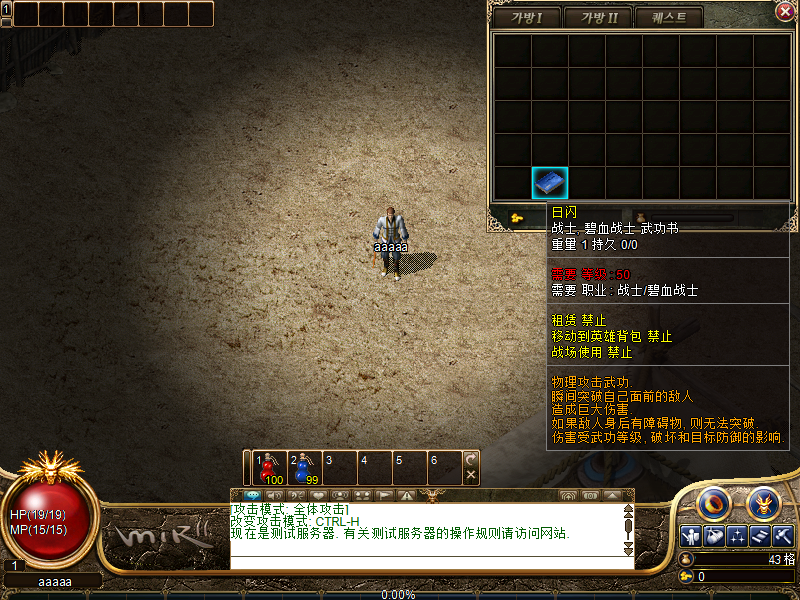 1
가방 I 가방 II 퀘스트
日闪
战士, 碧血战士 武功书
重量 1 持久 0/0
需要 等级 : 50
需要 职业 : 战士/碧血战士
租赁 禁止
移动到英雄背包 禁止
战场使用 禁止
物理攻击武功.
瞬间突破自己面前的敌人
造成巨大伤害.
如果敌人身后有障碍物, 则无法突破.
伤害受武功等级, 破坏和目标防御的影响.
aaaaa
1 2 3 4 5 6
100 99
攻击模式: 全体攻击]
改变攻击模式: CTRL-H
现在是测试服务器. 有关测试服务器的操作规则请访问网站.
HP(19/19)
MP(15/15)
MIR II
1
aaaaa
43 格
0
0.00%